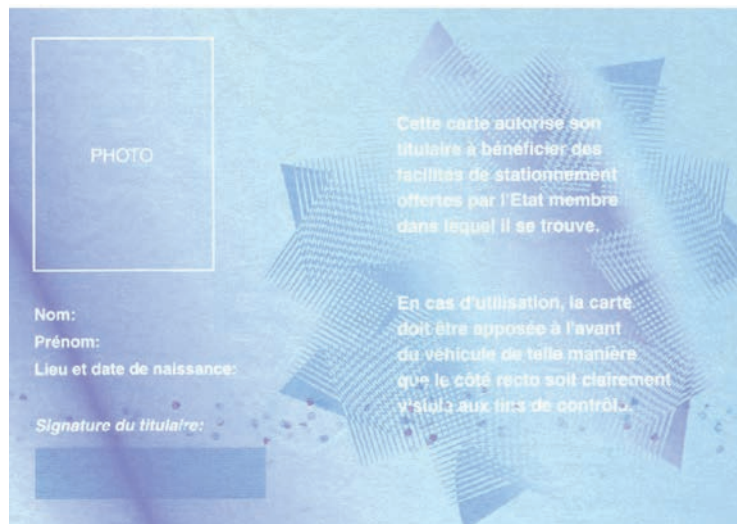 PHOTO
Nom:
Prénom:
Lieu et date de naissance:
Signature du titulaire:
Cette carte autorise son
titulaire à bénéficier des
facilités de stationnement
offertes par l'Etat membre
dans lequel il se trouve.
En cas d'utilisation, la carte
doit être apposée à l'avant
du véhicule de telle manière
que le côté recto soit clairement
visible aux fins de contrôle.